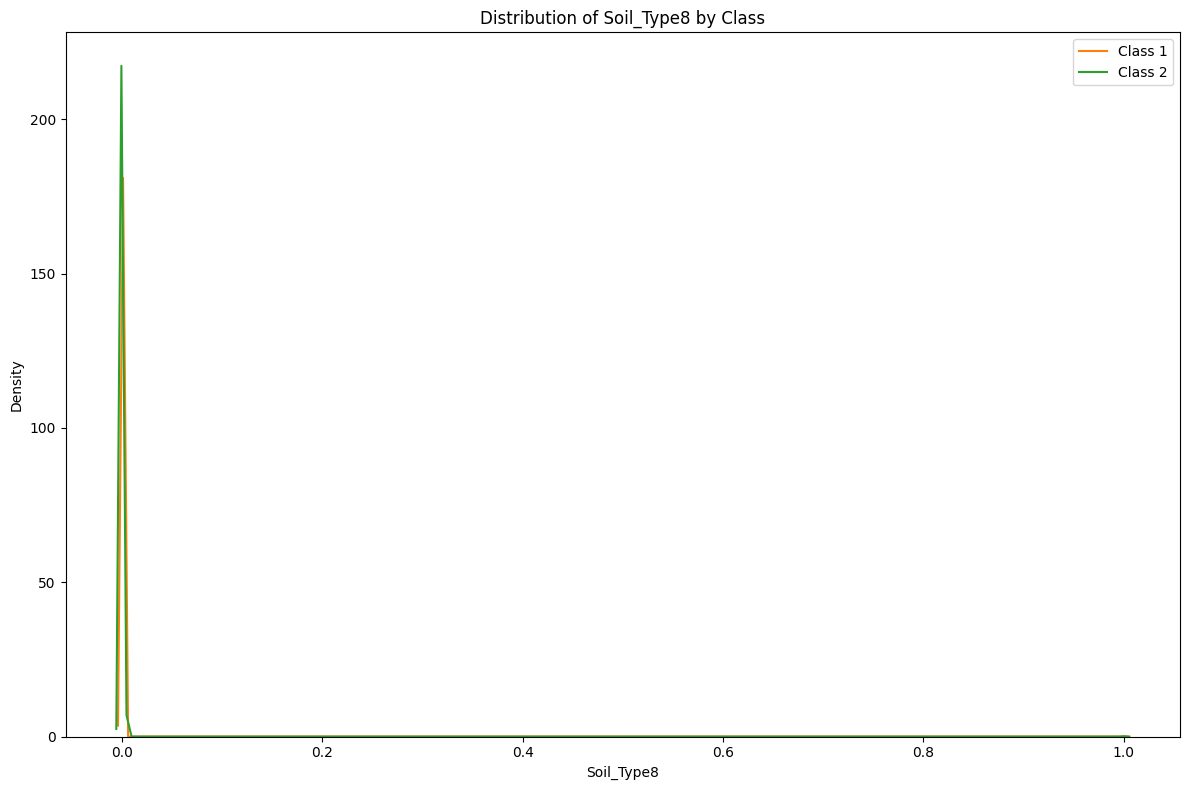 Distribution of Soil_Type8 by Class
Class 1
Class 2
200
150
100
50
0
Density
0.0 0.2 0.4 0.6 0.8 1.0
Soil_Type8